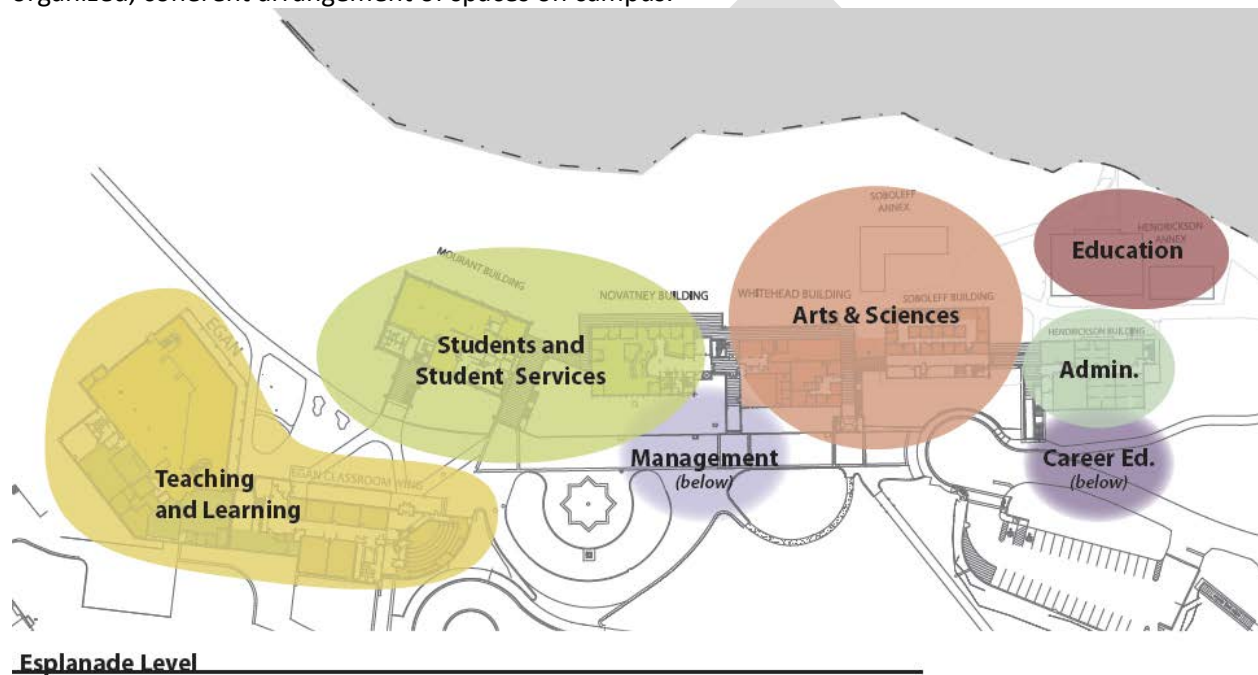 organized, coherent arrangement of spaces on campus.
SOBOLEFF
ANNEX
HENDRICKSON
ANNEX
Education
MOURANT BUILDING
NOVATNEY BUILDING
WHITEHEAD BUILDING
SOBOLEFF BUILDING
Arts & Sciences
HENDRICKSON BUILDING
EGAN
Students and
Student Services
Admin.
Management
(below)
Career Ed.
(below)
EGAN CLASSROOM WING
Teaching
and Learning
Esplanade Level